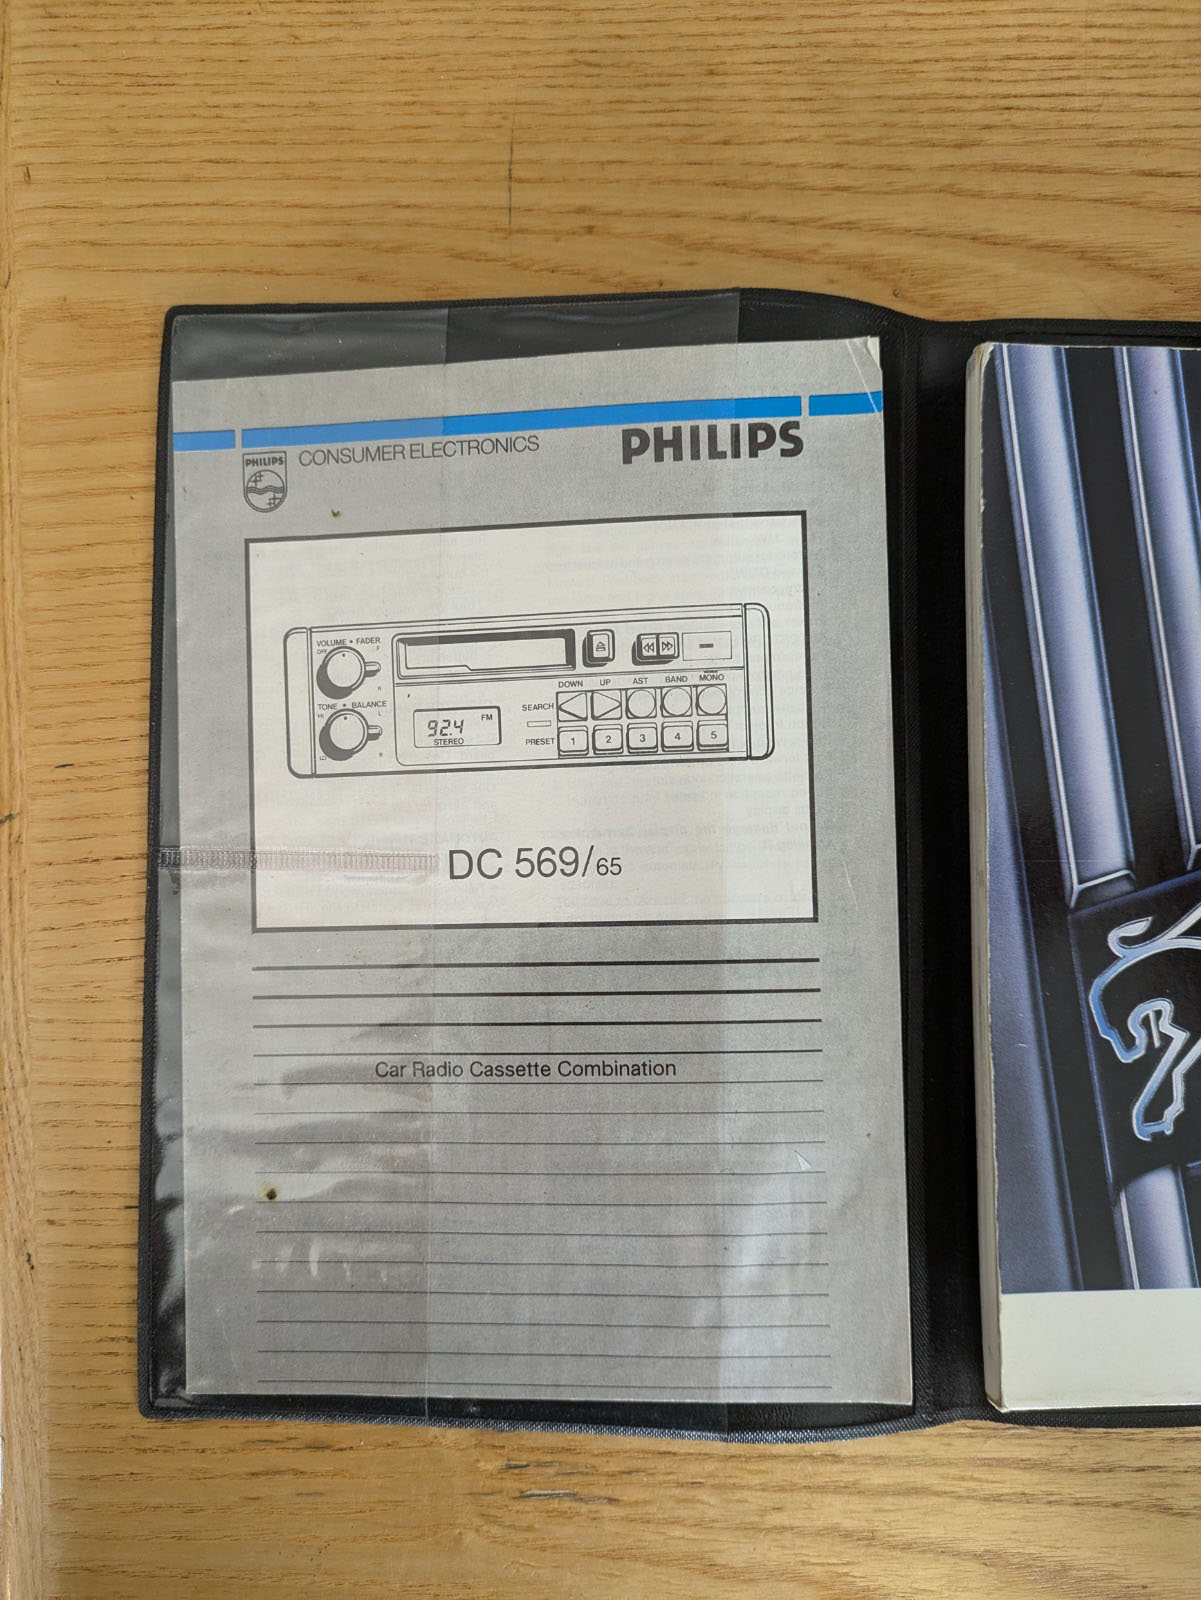 PHILIPS
CONSUMER ELECTRONICS
PHILIPS
VOLUME • FADER
OFF
F
R
TONE • BALANCE
HI
L
LO
R
92.4
FM
STEREO
DOWN UP AST BAND MONO
SEARCH
PRESET 1 2 3 4 5
DC 569/65
Car Radio Cassette Combination